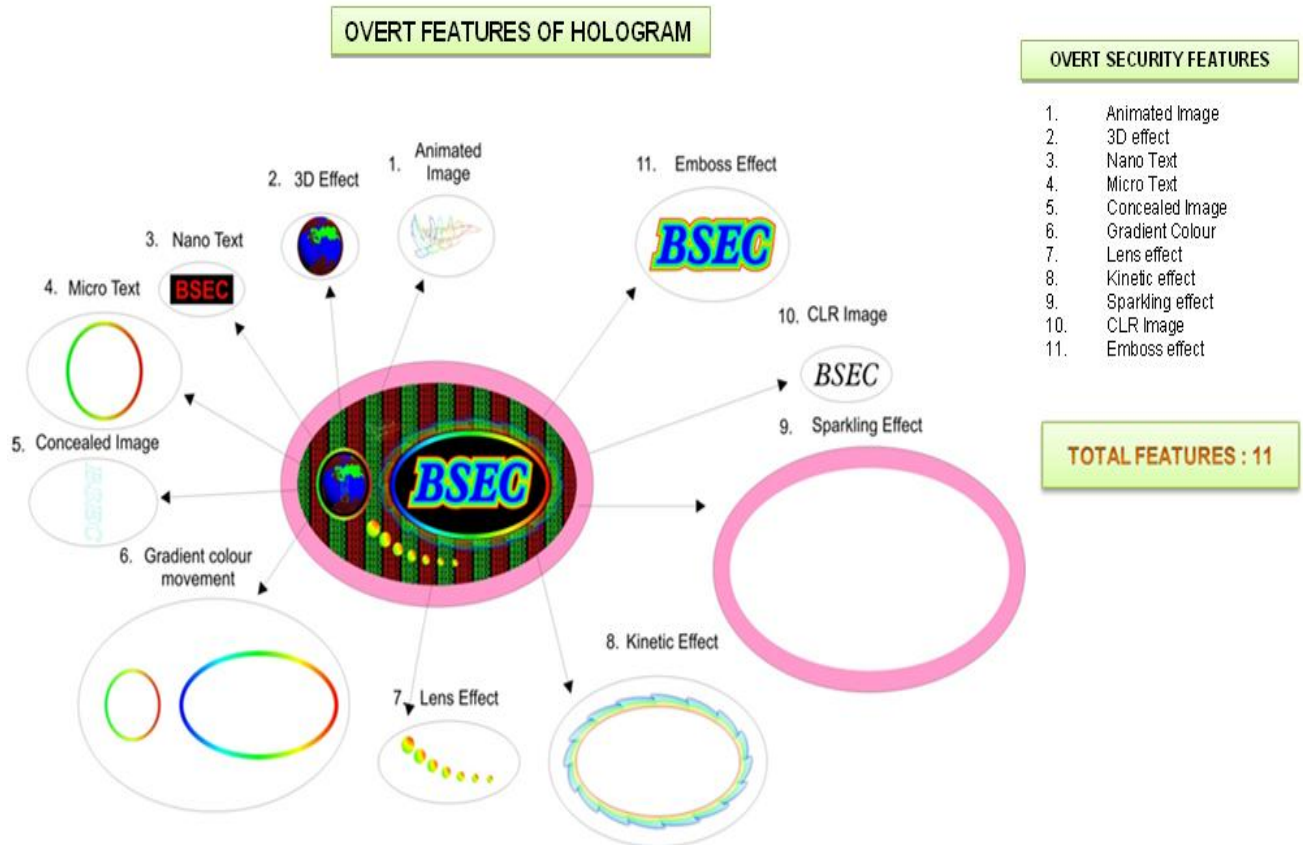 OVERT FEATURES OF HOLOGRAM
OVERT SECURITY FEATURES
1. Animated Image
2. 3D effect
3. Nano Text
4. Micro Text
5. Concealed Image
6. Gradient Colour
7. Lens effect
8. Kinetic effect
9. Sparkling effect
10. CLR Image
11. Emboss effect
TOTAL FEATURES : 11
1. Animated
Image
2. 3D Effect
3. Nano Text
BSEC
4. Micro Text
5. Concealed Image
BSEC
6. Gradient colour
movement
7. Lens Effect
8. Kinetic Effect
9. Sparkling Effect
10. CLR Image
BSEC
11. Emboss Effect
BSEC
BSEC